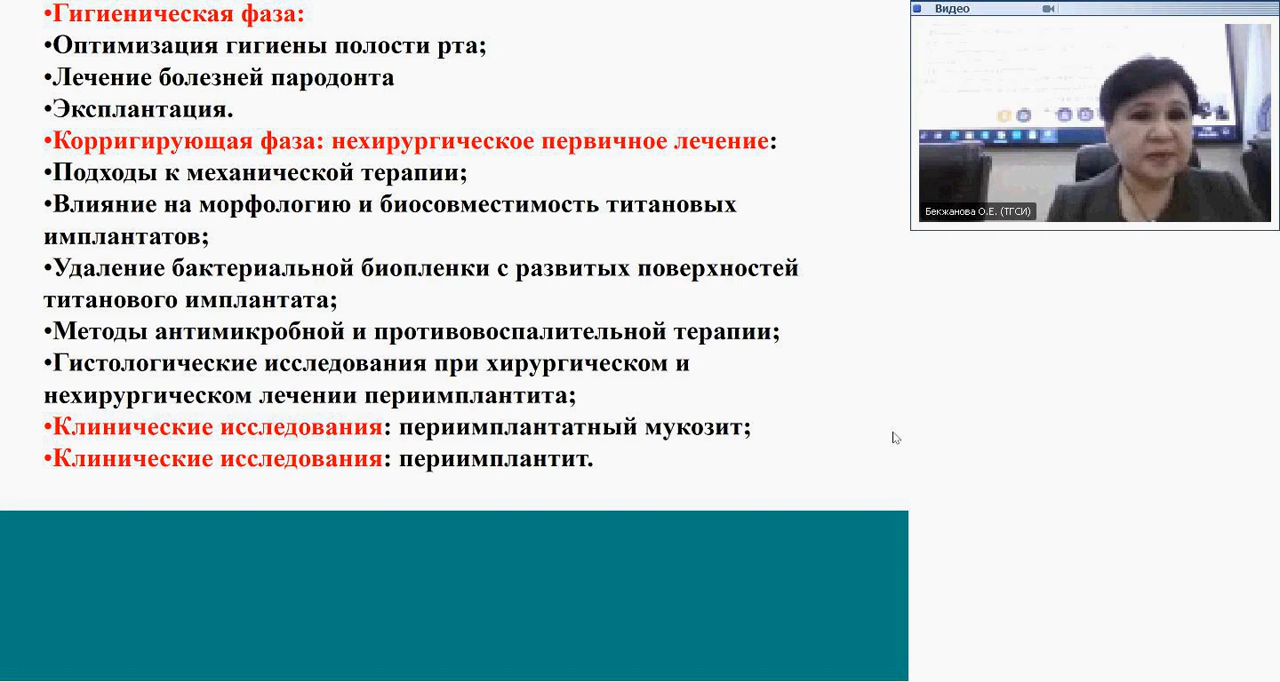 •Гигиеническая фаза:
•Оптимизация гигиены полости рта;
•Лечение болезней пародонта
•Эксплантация.
•Корригирующая фаза: нехирургическое первичное лечение:
•Подходы к механической терапии;
•Влияние на морфологию и биосовместимость титановых
имплантатов;
•Удаление бактериальной биопленки с развитых поверхностей
титанового имплантата;
•Методы антимикробной и противовоспалительной терапии;
•Гистологические исследования при хирургическом и
нехирургическом лечении периимплантита;
•Клинические исследования: периимплантатный мукозит;
•Клинические исследования: периимплантит.
Видео
Бекжанова О.Е. (ТГСИ)